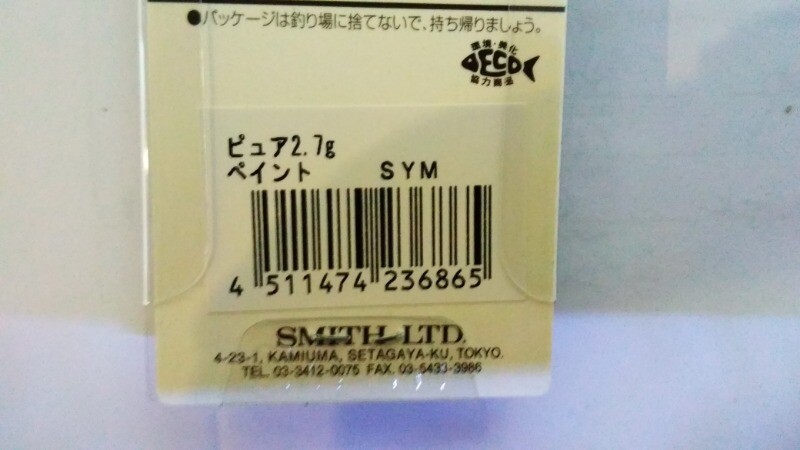 ●パッケージは釣り場に捨てないで、持ち帰りましょう。
環境・美化
ECO
協力商品
ピュア2.7g
ペイント SYM
4 511474 236865
SMITH LTD.
4-23-1, KAMIUMA, SETAGAYA-KU, TOKYO.
TEL. 03-3412-0075 FAX. 03-5433-3986